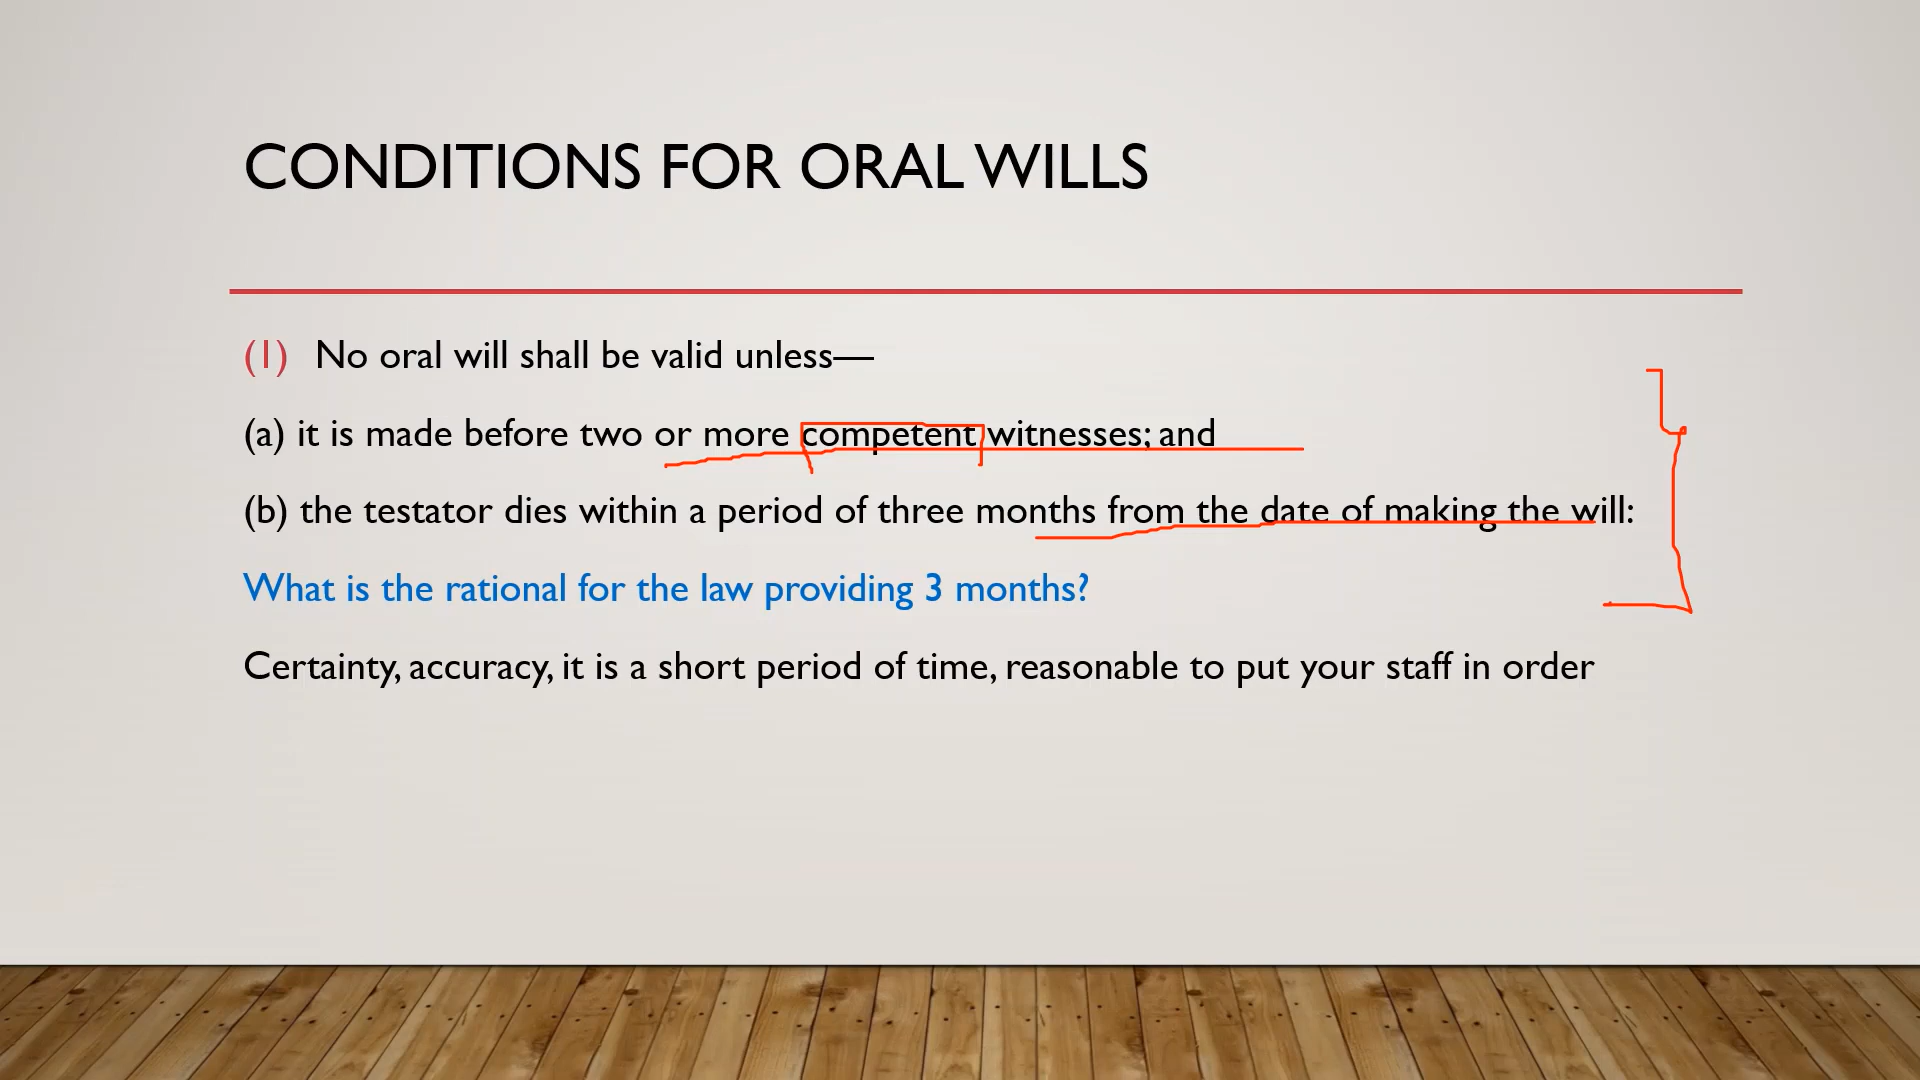 CONDITIONS FOR ORAL WILLS
(1) No oral will shall be valid unless—
(a) it is made before two or more competent witnesses; and
(b) the testator dies within a period of three months from the date of making the will:
What is the rational for the law providing 3 months?
Certainty, accuracy, it is a short period of time, reasonable to put your staff in order